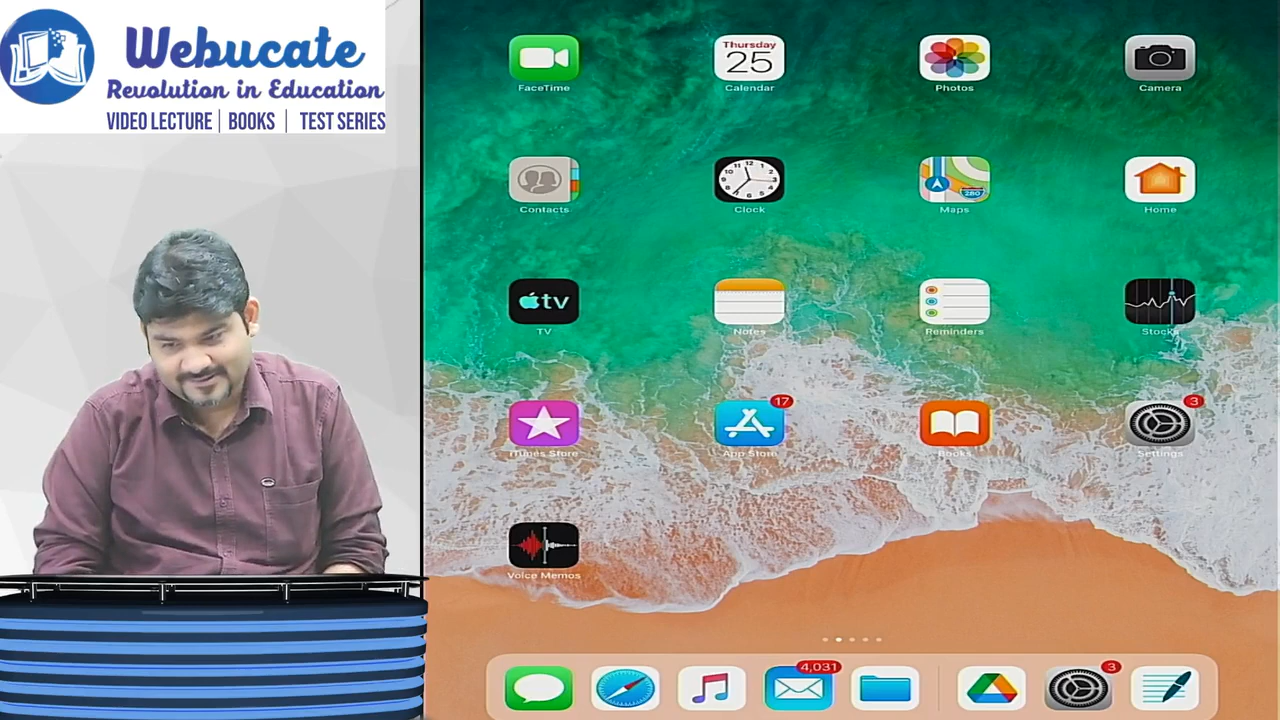 Webucate
Revolution in Education
VIDEO LECTURE | BOOKS | TEST SERIES
FaceTime
Thursday
25
Calendar
Photos
Camera
Contacts
Clock
280
Maps
Home
tv
TV
Notes
Reminders
Stocks
iTunes Store
17
App Store
Books
3
Settings
Voice Memos
4,031
3